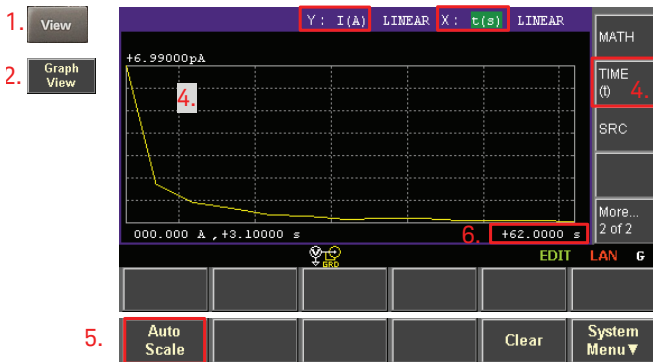 1. View
2. Graph
View
Y: I(A) LINEAR X: t(s) LINEAR
+6.99000pA
4.
000.000 A ,+3.10000 s
6. +62.0000 s
MATH
TIME
(t) 4.
SRC
More...
2 of 2
V GRD
EDIT LAN G
5. Auto
Scale
Clear
System
Menu▼